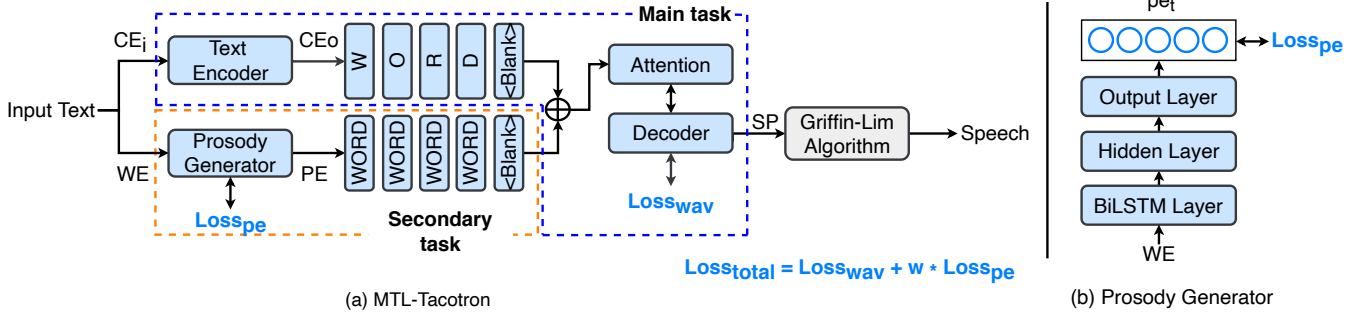 Main task
CEi
Text
Encoder
CEo
W
O
R
D
<Blank>
Attention
Input Text
WE
Prosody
Generator
PE
WORD
WORD
WORD
WORD
<Blank>
Decoder
SP
Griffin-Lim
Algorithm
Speech
Losspe
Secondary
task
Losswav
Losstotal = Losswav + w * Losspe
(a) MTL-Tacotron
pet
Losspe
Output Layer
Hidden Layer
BiLSTM Layer
WE
(b) Prosody Generator